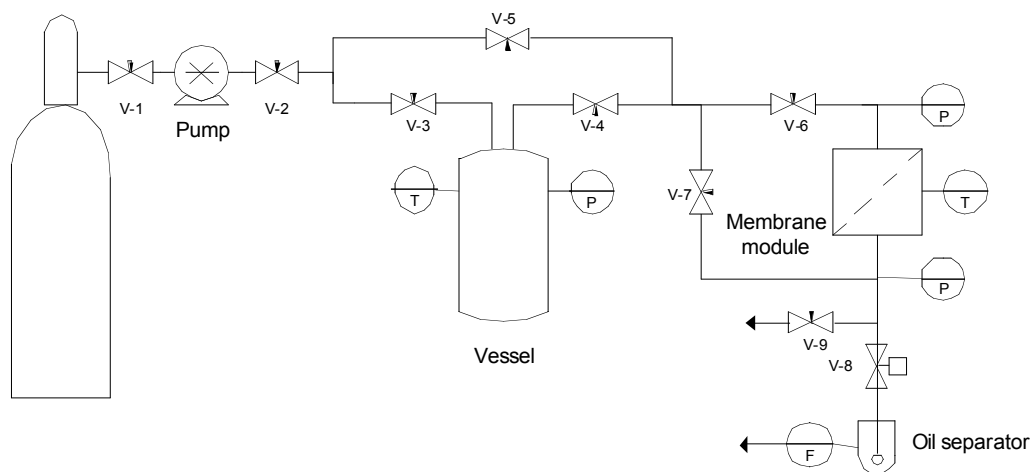 V-5
V-1
Pump
V-2
V-3
V-4
V-6
P
T
P
V-7
Membrane
module
T
P
Vessel
V-9
V-8
F
Oil separator